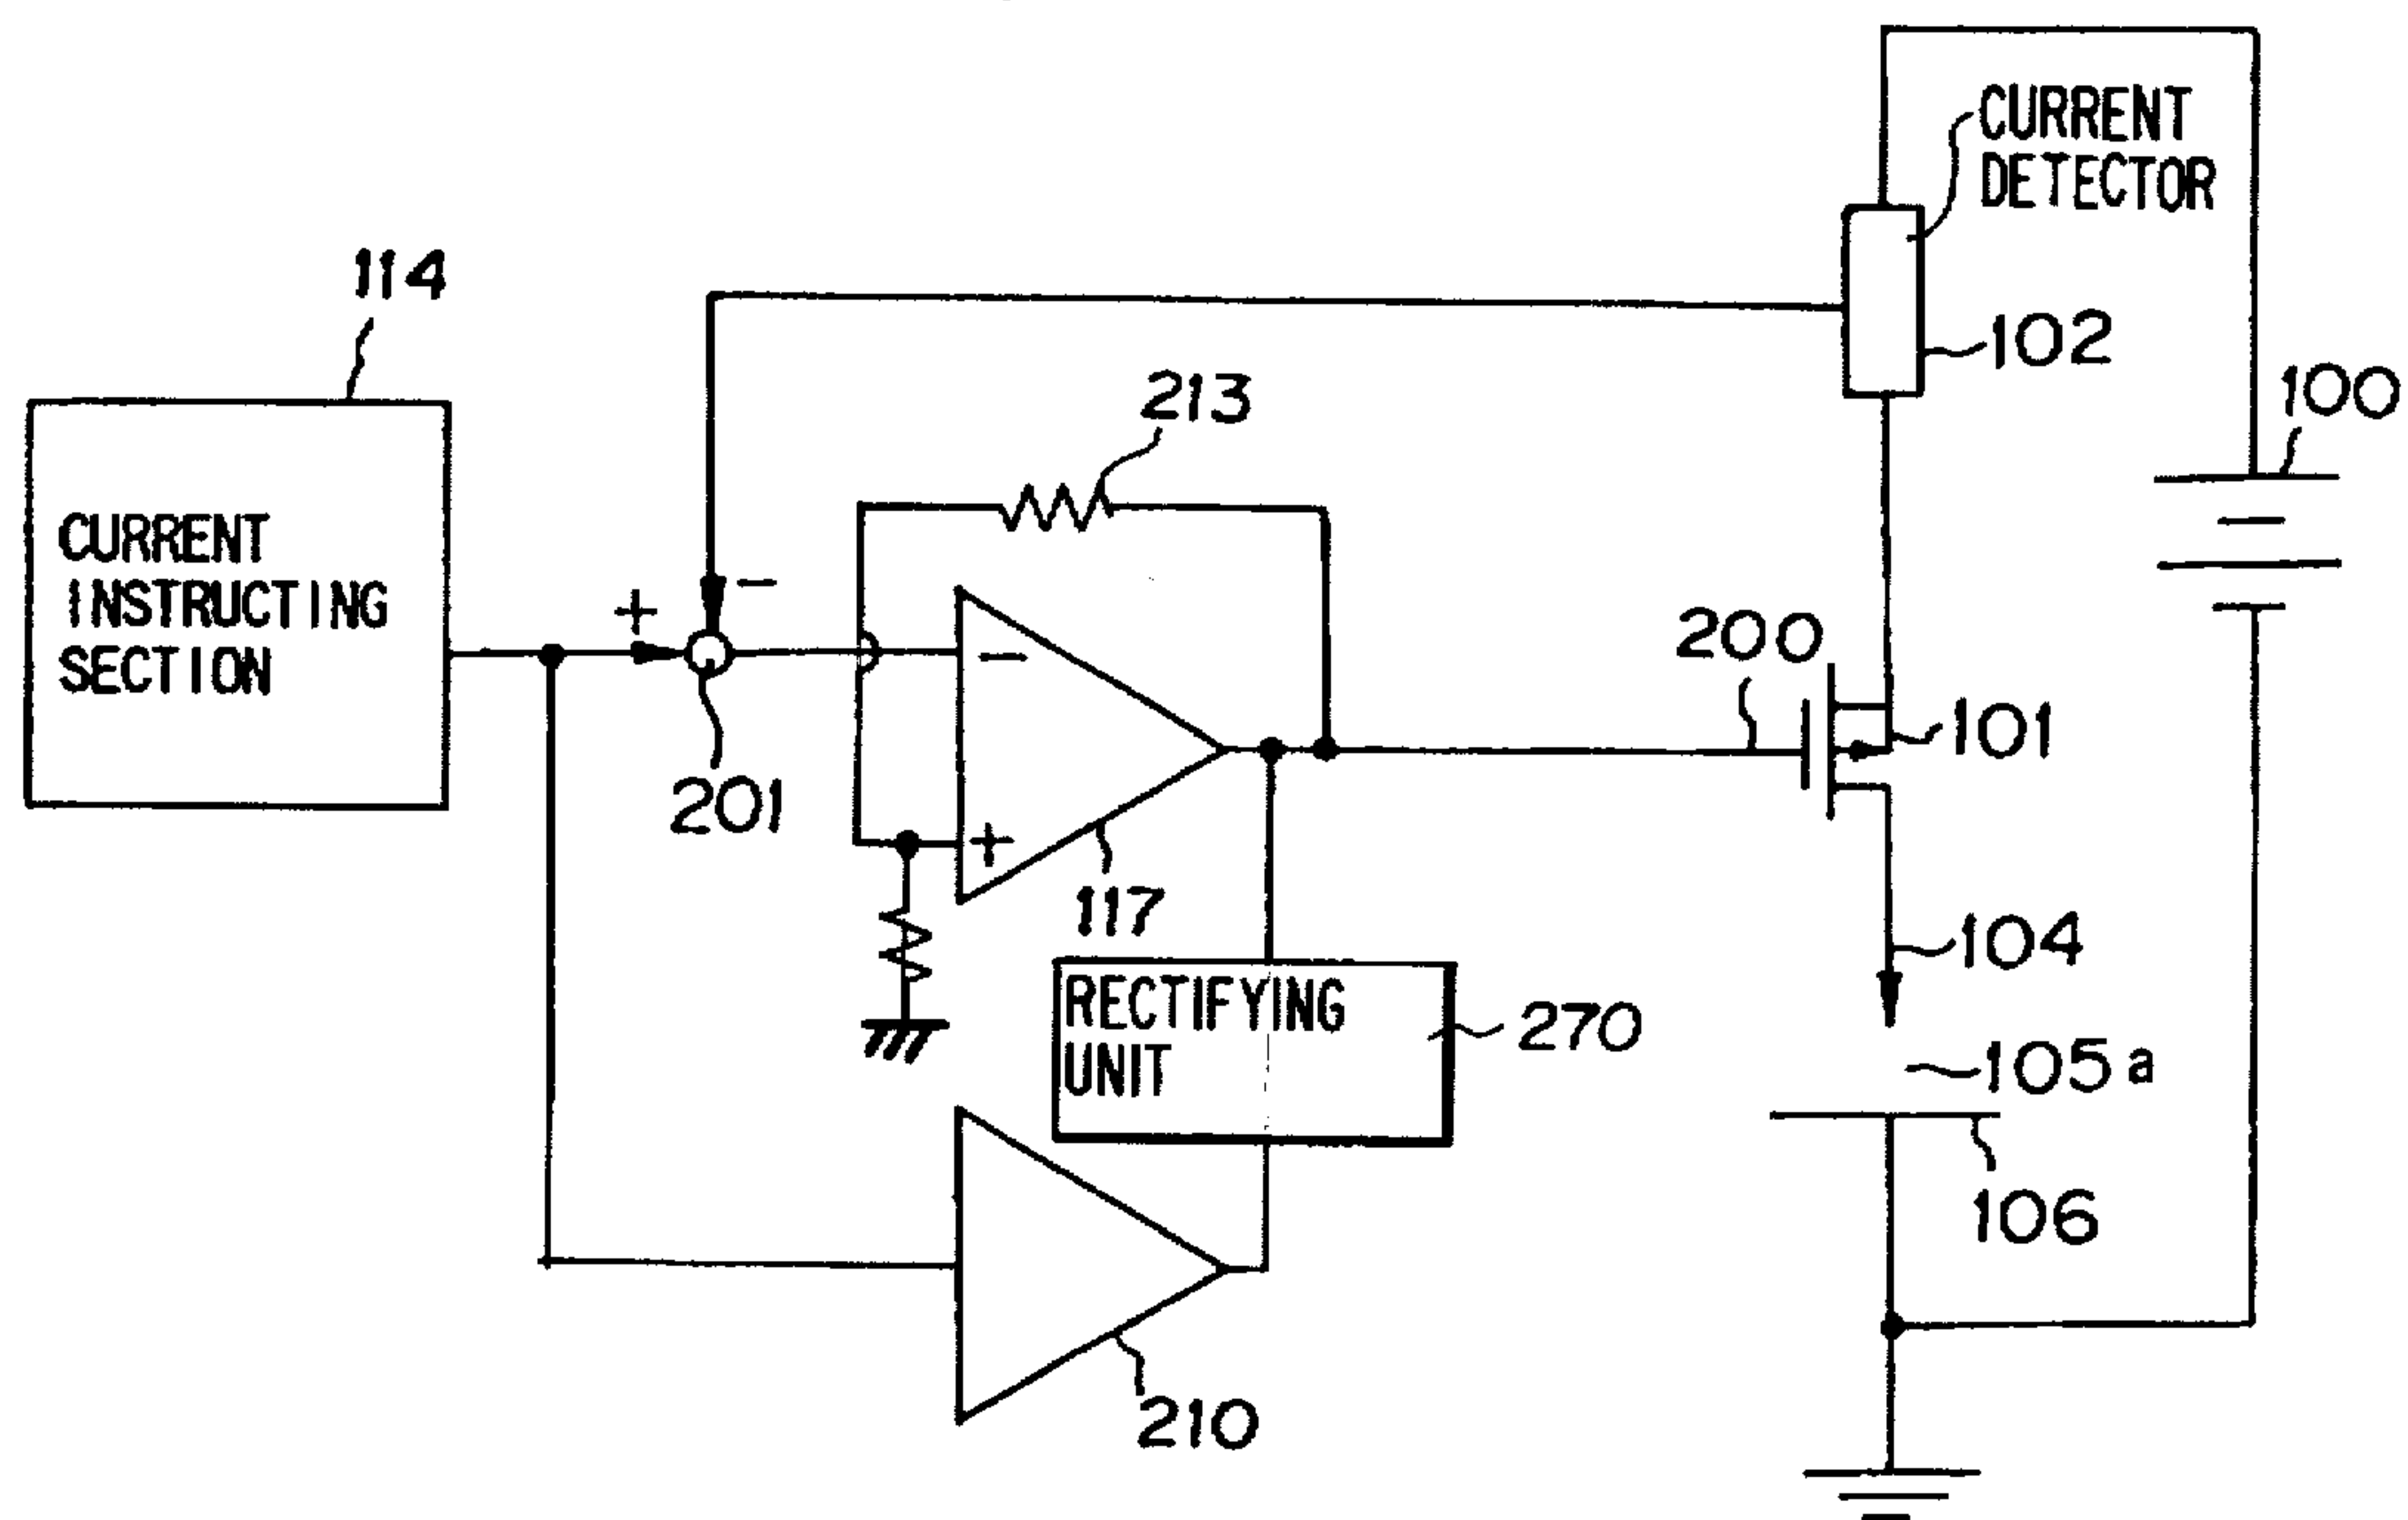 CURRENT
DETECTOR
114
102
213
100
CURRENT
INSTRUCTING
SECTION
+
−
−
200
101
201
+
117
104
RECTIFYING
UNIT
270
105a
106
210